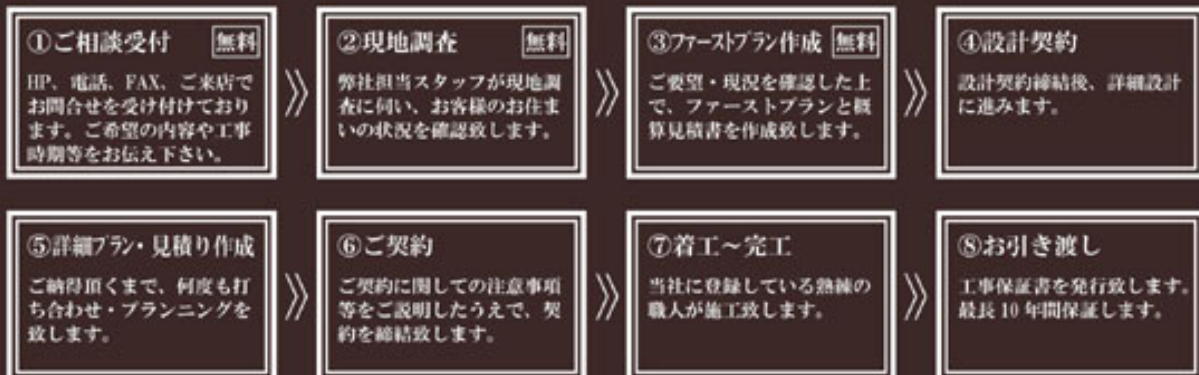 ①ご相談受付 無料
HP、電話、FAX、ご来店で
お問合せを受け付けており
ます。ご希望の内容や工事
時期等をお伝え下さい。
②現地調査 無料
弊社担当スタッフが現地調
査に伺い、お客様のお住ま
いの状況を確認致します。
③ファーストプラン作成 無料
ご要望・現況を確認した上
で、ファーストプランと概
算見積書を作成致します。
④設計契約
設計契約締結後、詳細設計
に進みます。
⑤詳細プラン・見積り作成
ご納得頂くまで、何度も打
ち合わせ・プランニングを
致します。
⑥ご契約
ご契約に関しての注意事項
等をご説明したうえで、契
約を締結致します。
⑦着工～完工
当社に登録している熟練の
職人が施工致します。
⑧お引き渡し
工事保証書を発行致します。
最長10年間保証します。